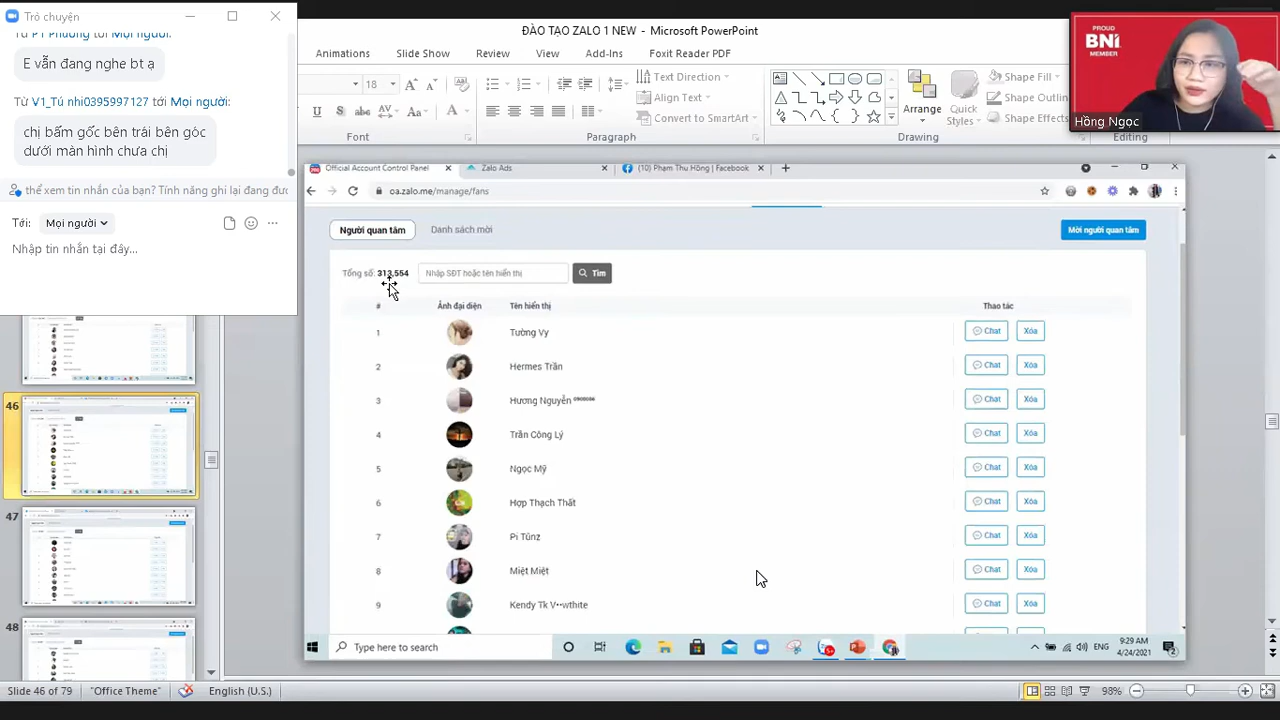 Trò chuyện
Từ PT Phương tới Mọi người:
E vẫn đang nghe bt ạ
Từ V1_Tú nhi0395997127 tới Mọi người:
chị bấm gốc bên trái bên góc
dưới màn hình chưa chị
thể xem tin nhắn của bạn? Tính năng ghi lại đang đượ
Tới: Mọi người
Nhập tin nhắn tại đây...
ĐÀO TẠO ZALO 1 NEW - Microsoft PowerPoint
Animations
Slide Show
Review
View
Add-Ins
Foxit Reader PDF
18
Text Direction
Align Text
Convert to SmartArt
Font
Paragraph
Arrange
Quick
Styles
Shape Fill
Shape Outlin
Shape Effects
Drawing
PROUD
BNI
MEMBER
Hồng Ngọc
Official Account Control Panel
Zalo Ads
(10) Phạm Thu Hồng | Facebook
oa.zalo.me/manage/fans
Người quan tâm
Danh sách mời
Mời người quan tâm
Tổng số: 313,554
Nhập SĐT hoặc tên hiển thị
Tìm
# Ảnh đại diện Tên hiển thị Thao tác
1 Tường Vy Chat Xóa
2 Hermes Trần Chat Xóa
3 Hương Nguyễn Chat Xóa
4 Trần Công Lý Chat Xóa
5 Ngọc Mỹ Chat Xóa
6 Hợp Thạch Thất Chat Xóa
7 Pi Tũnz Chat Xóa
8 Miệt Miệt Chat Xóa
9 Kendy Tk V••wthite Chat Xóa
Type here to search
ENG
9:29 AM
4/24/2021
46
47
48
Slide 46 of 79
"Office Theme"
English (U.S.)
98%